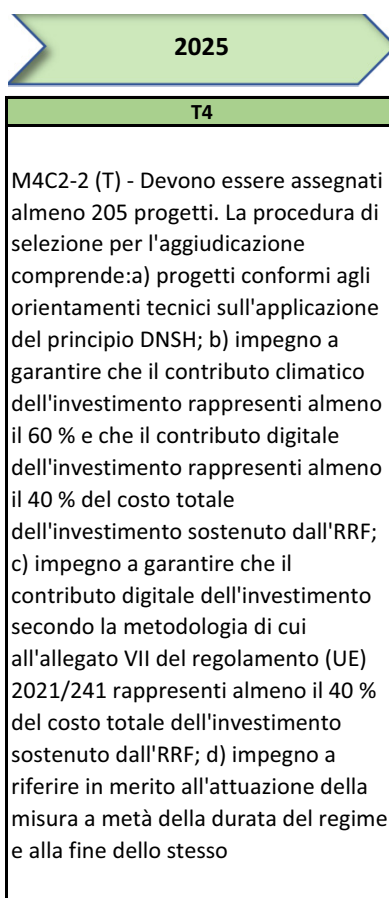 2025
T4
M4C2-2 (T) - Devono essere assegnati
almeno 205 progetti. La procedura di
selezione per l'aggiudicazione
comprende:a) progetti conformi agli
orientamenti tecnici sull'applicazione
del principio DNSH; b) impegno a
garantire che il contributo climatico
dell'investimento rappresenti almeno
il 60 % e che il contributo digitale
dell'investimento rappresenti almeno
il 40 % del costo totale
dell'investimento sostenuto dall'RRF;
c) impegno a garantire che il
contributo digitale dell'investimento
secondo la metodologia di cui
all'allegato VII del regolamento (UE)
2021/241 rappresenti almeno il 40 %
del costo totale dell'investimento
sostenuto dall'RRF; d) impegno a
riferire in merito all'attuazione della
misura a metà della durata del regime
e alla fine dello stesso